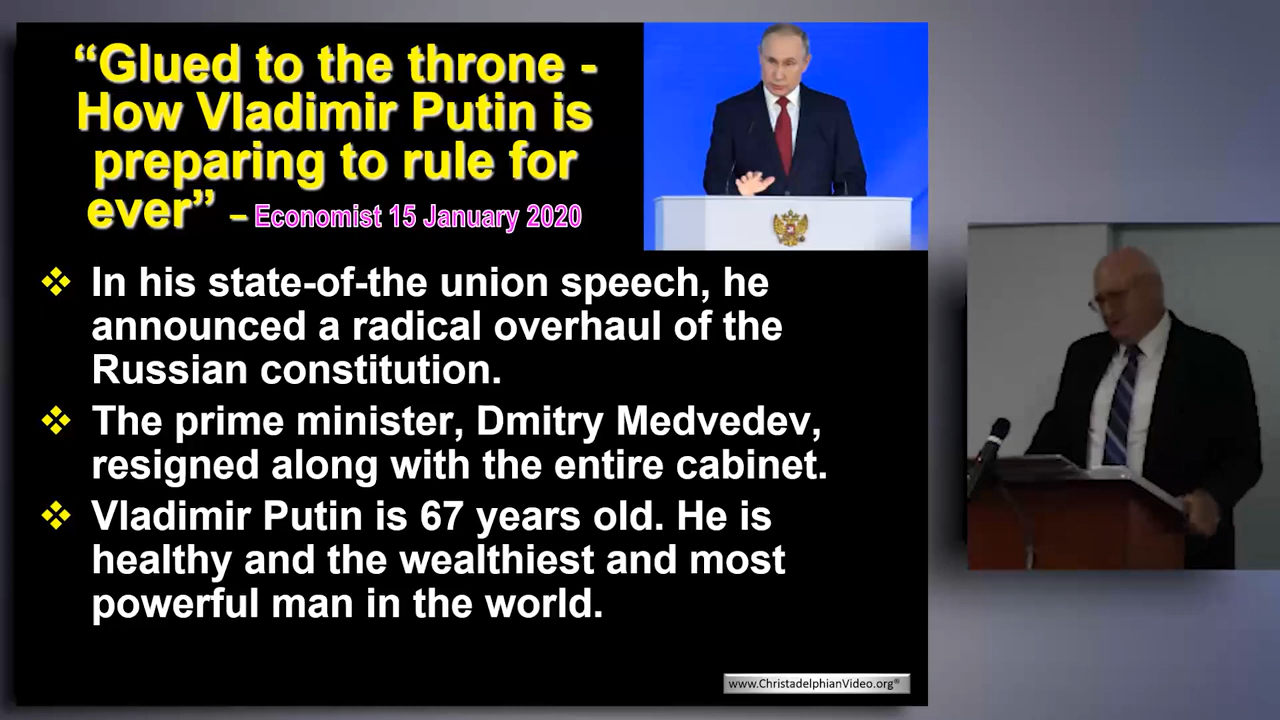 “Glued to the throne -
How Vladimir Putin is
preparing to rule for
ever” – Economist 15 January 2020
❖ In his state-of-the union speech, he
announced a radical overhaul of the
Russian constitution.
❖ The prime minister, Dmitry Medvedev,
resigned along with the entire cabinet.
❖ Vladimir Putin is 67 years old. He is
healthy and the wealthiest and most
powerful man in the world.
www.ChristadelphianVideo.org®